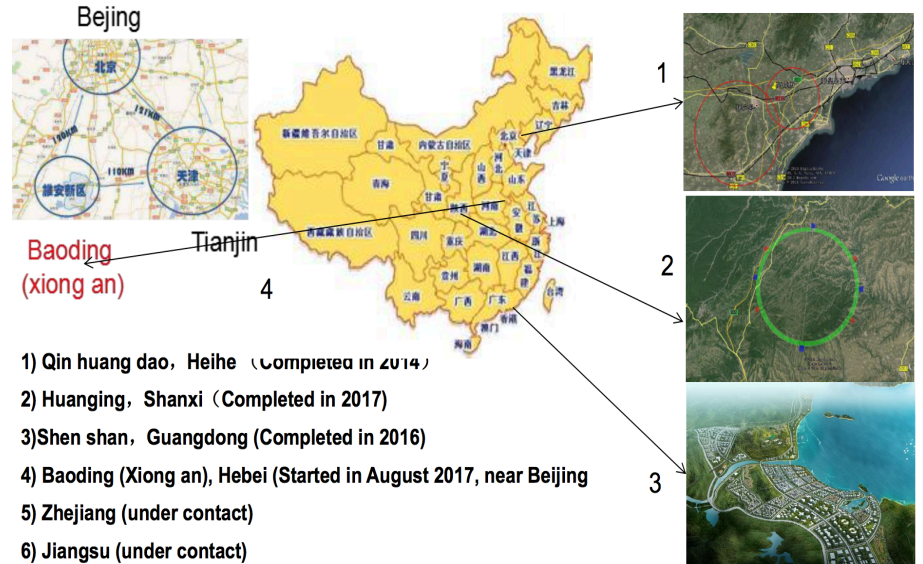 Bejing
北京
130KM
121KM
110KM
雄安新区
天津
Baoding
(xiong an)
Tianjin
4
黑龙江
吉林
辽宁
新疆维吾尔自治区
甘肃
内蒙古自治区
北京
天津
河北
山西
山东
宁夏
青海
甘肃
陕西
河南
江苏
安徽
上海
西藏藏族自治区
四川
重庆
湖北
浙江
江西
湖南
贵州
福建
云南
广西
广东
台湾
香港
澳门
海南
1
Google
2
3
1) Qin huang dao，Heihe （Completed in 2014）
2) Huanging，Shanxi（Completed in 2017)
3)Shen shan，Guangdong (Completed in 2016)
4) Baoding (Xiong an), Hebei (Started in August 2017, near Beijing
5) Zhejiang (under contact)
6) Jiangsu (under contact)